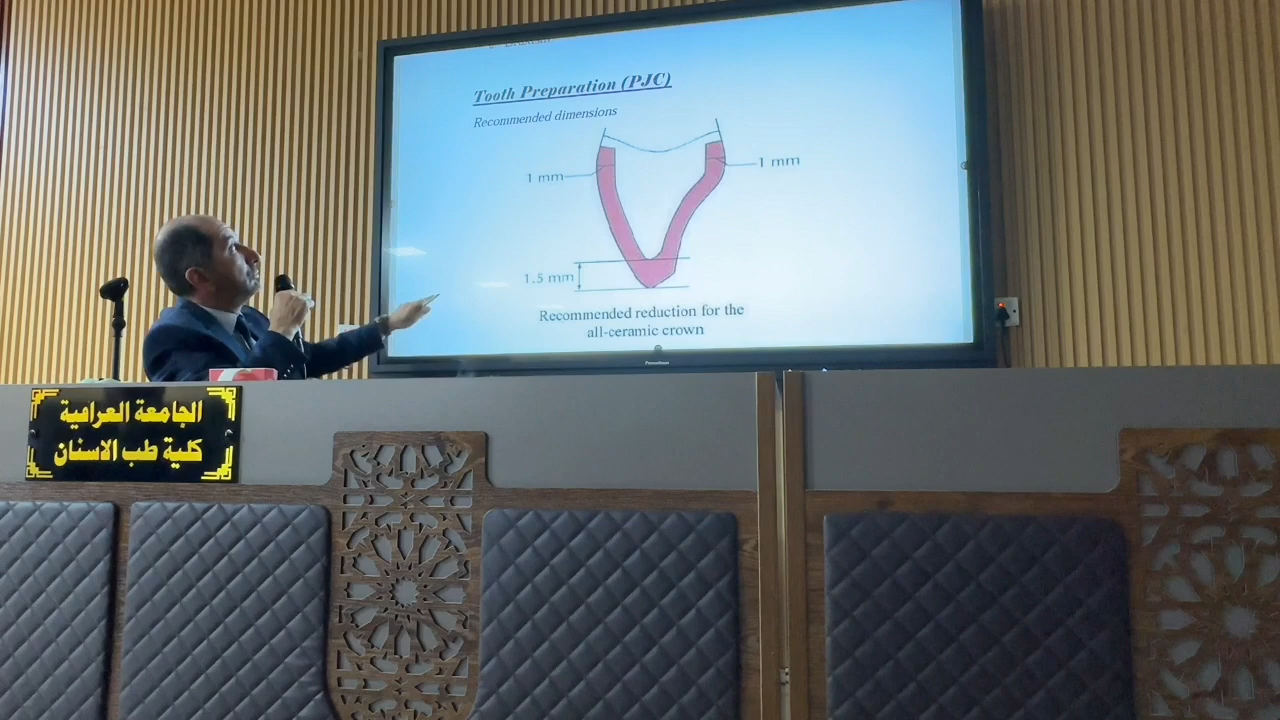 Tooth Preparation (PJC)
Recommended dimensions
1 mm
1 mm
1.5 mm
Recommended reduction for the
all-ceramic crown
الجامعة العراقية
كلية طب الاسنان